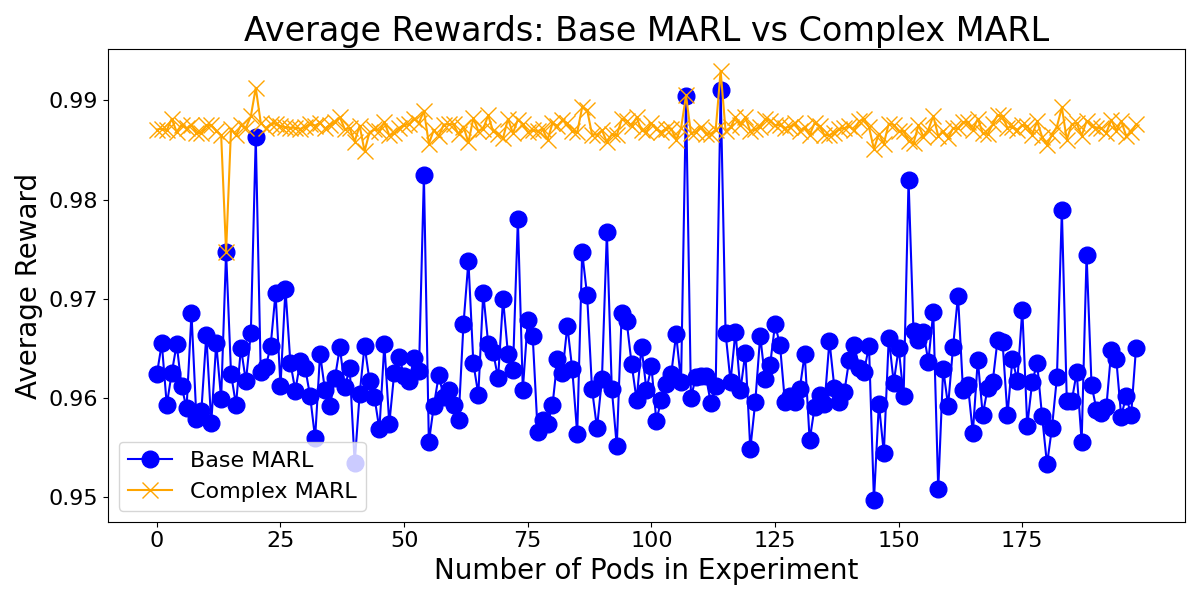 Average Rewards: Base MARL vs Complex MARL
Average Reward
0.99
0.98
0.97
0.96
0.95
Base MARL
Complex MARL
0 25 50 75 100 125 150 175
Number of Pods in Experiment